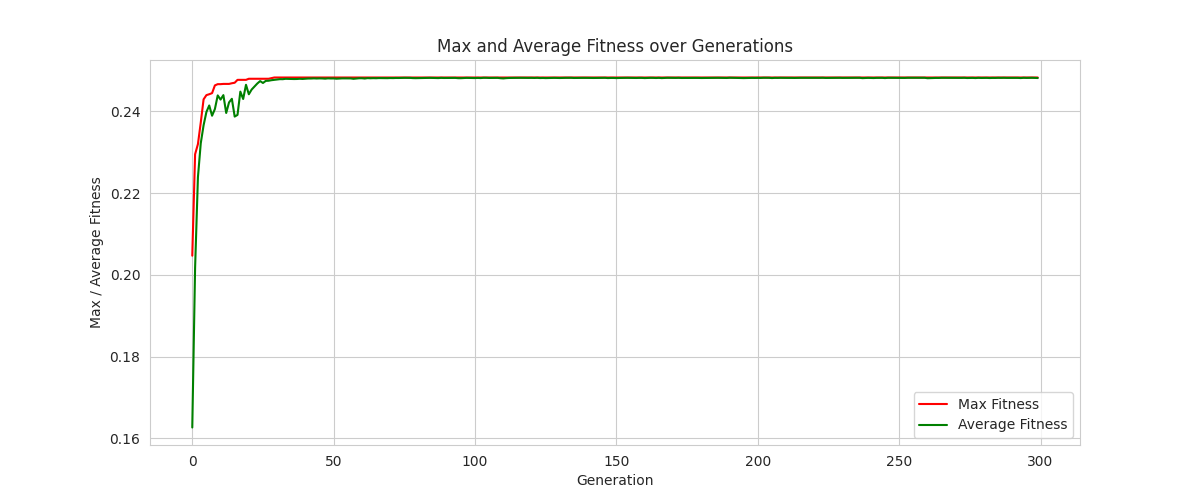 Max and Average Fitness over Generations
Max / Average Fitness
0.24
0.22
0.20
0.18
0.16
0
50
100
150
200
250
300
Generation
Max Fitness
Average Fitness